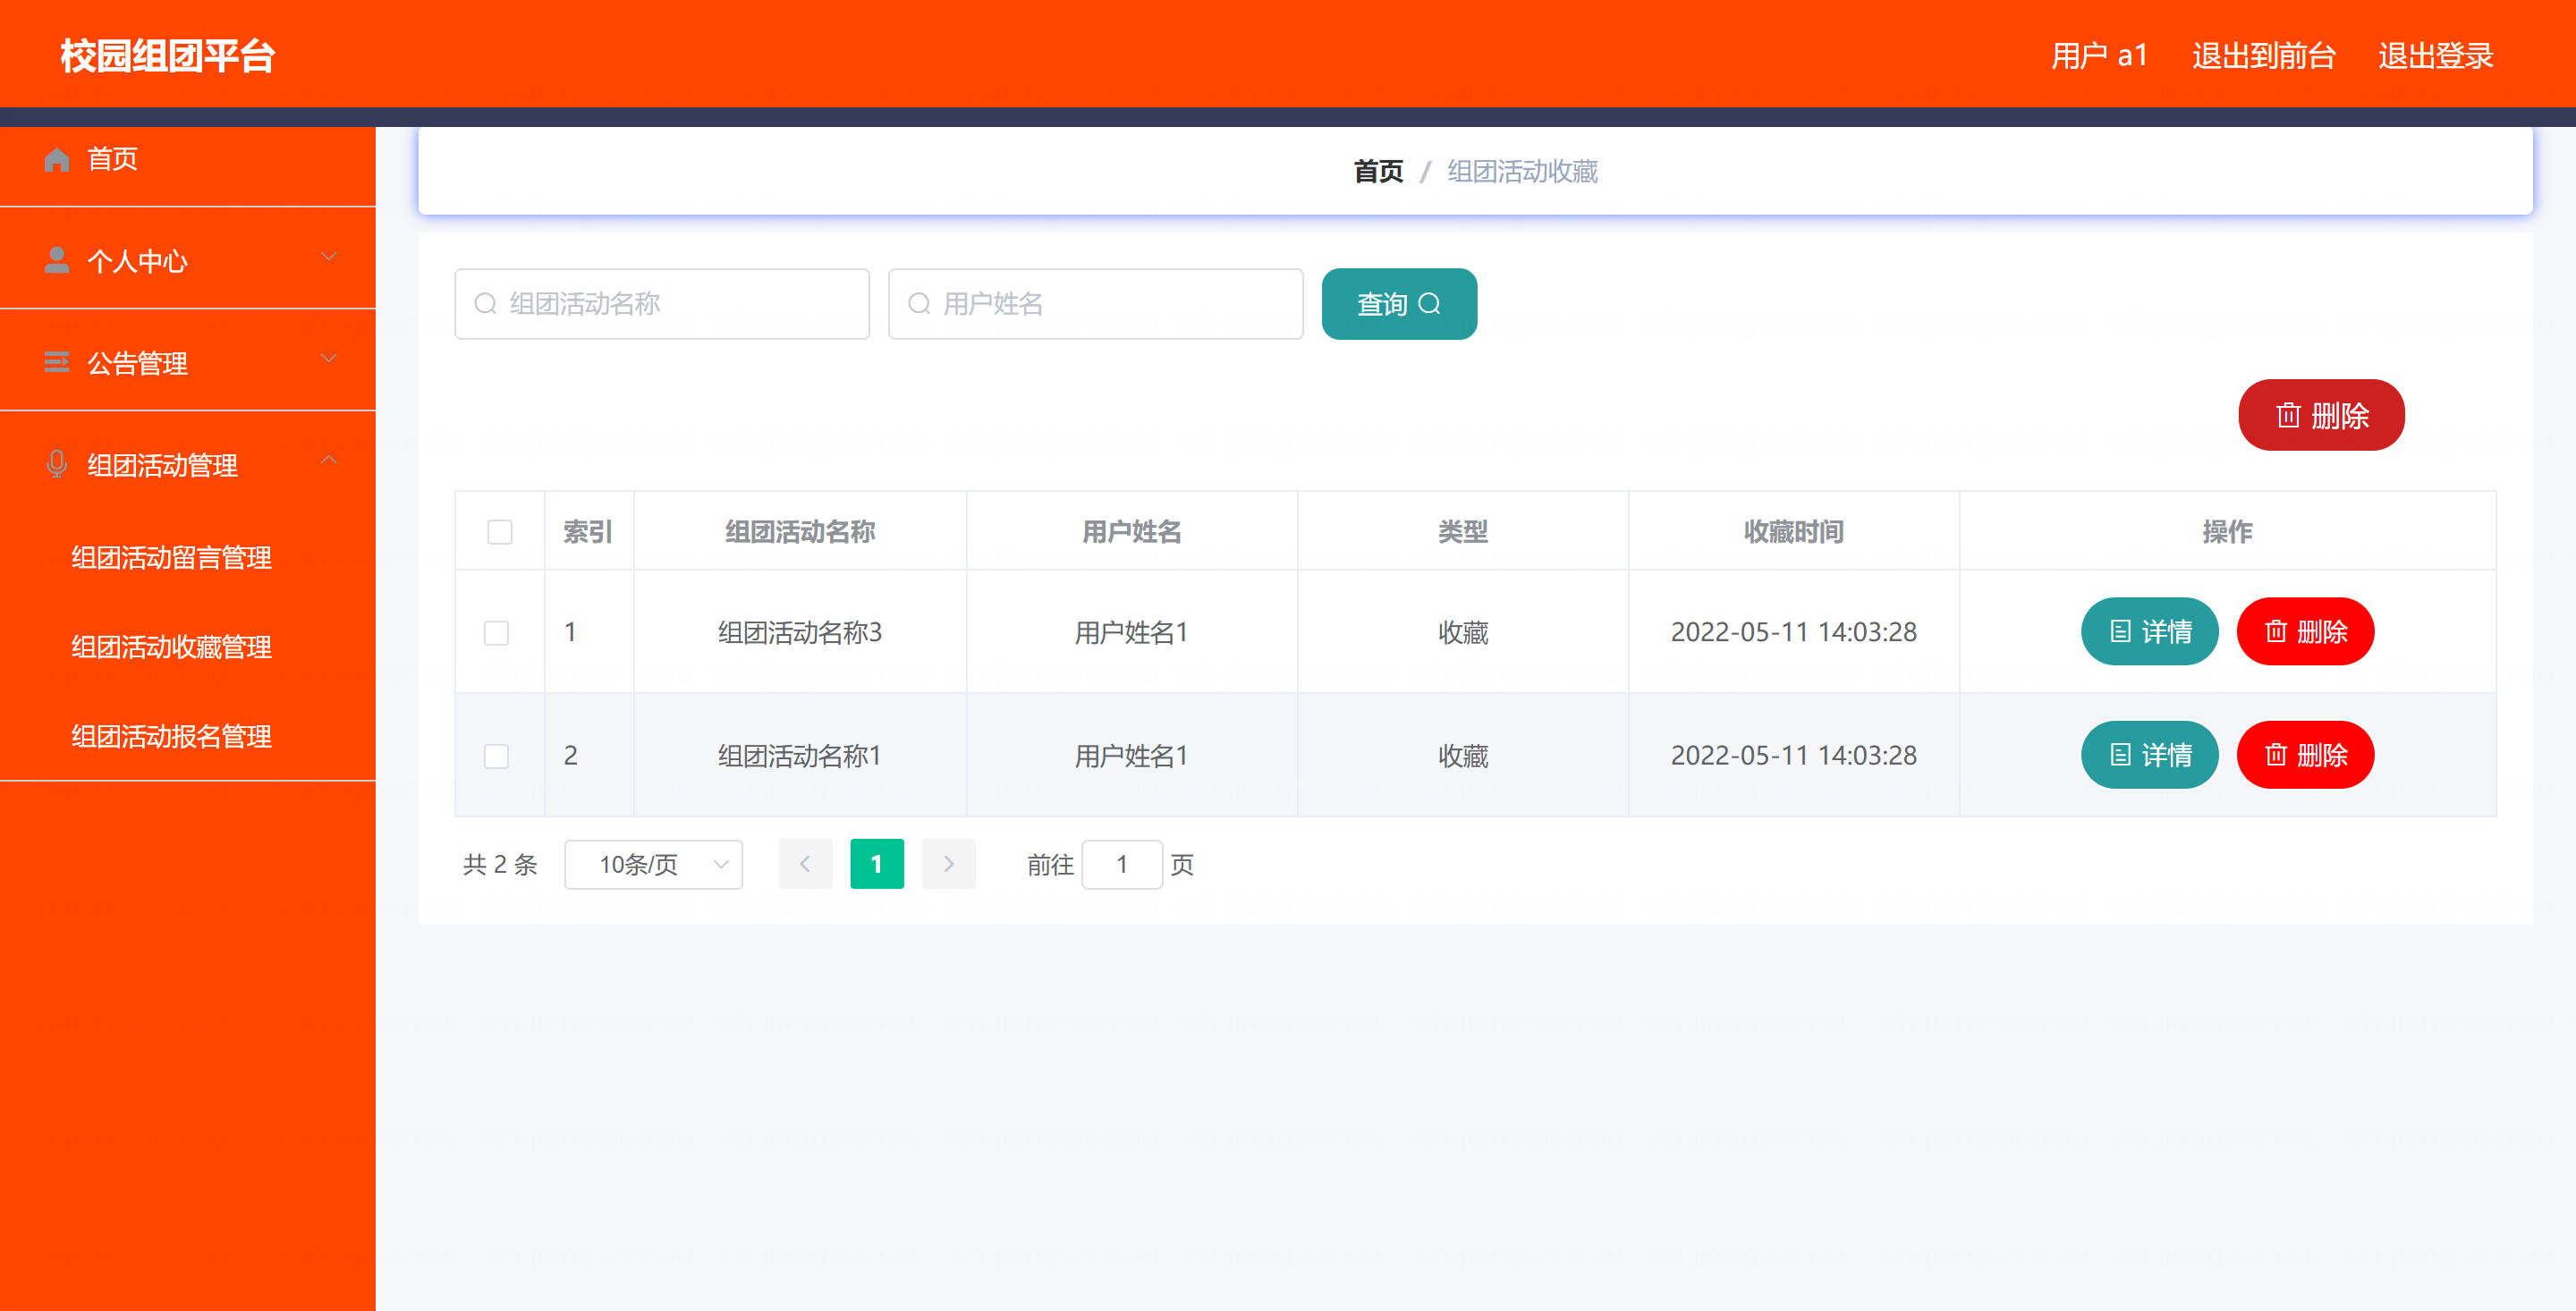 校园组团平台
用户 a1 退出到前台 退出登录
首页
个人中心
公告管理
组团活动管理
组团活动留言管理
组团活动收藏管理
组团活动报名管理
首页 / 组团活动收藏
组团活动名称 用户姓名 查询
删除
索引 组团活动名称 用户姓名 类型 收藏时间 操作
1 组团活动名称3 用户姓名1 收藏 2022-05-11 14:03:28 详情 删除
2 组团活动名称1 用户姓名1 收藏 2022-05-11 14:03:28 详情 删除
共 2 条 10条/页 1 前往 1 页